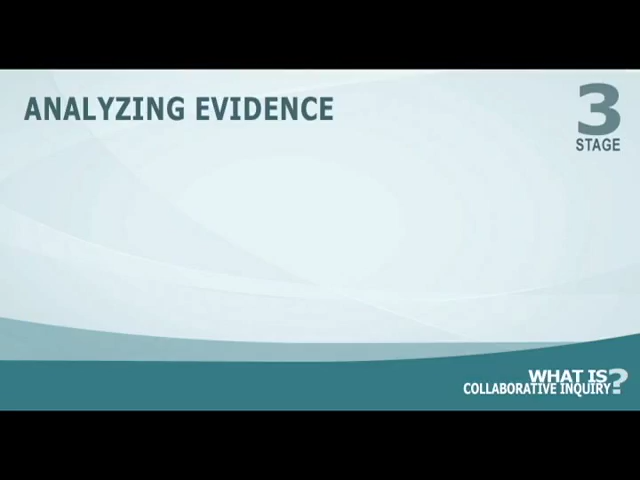 ANALYZING EVIDENCE
3
STAGE
WHAT IS
COLLABORATIVE INQUIRY?